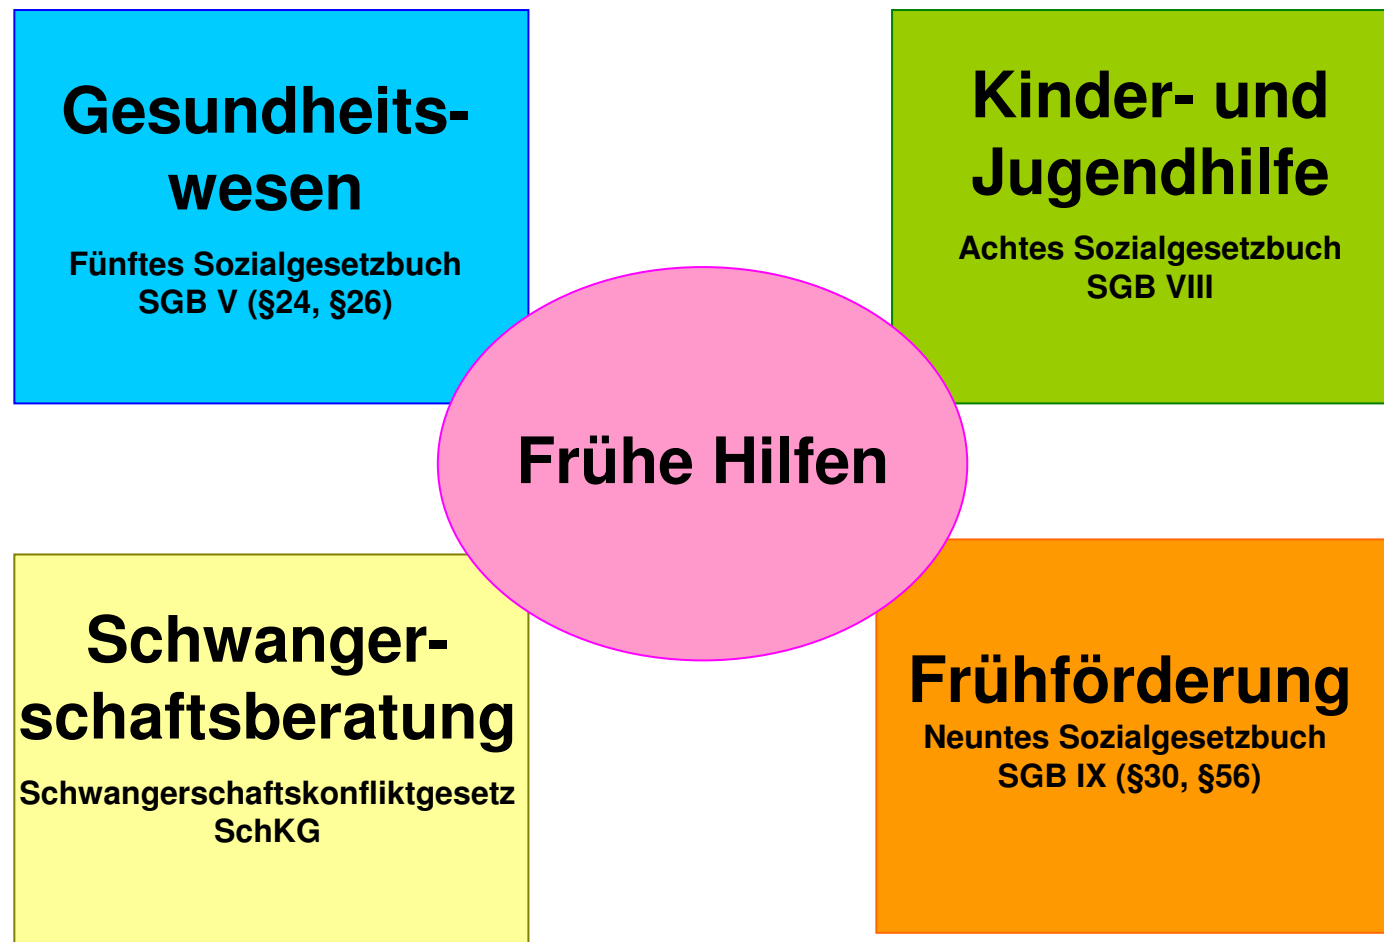 Gesundheits-
wesen
Fünftes Sozialgesetzbuch
SGB V (§24, §26)
Kinder- und
Jugendhilfe
Achtes Sozialgesetzbuch
SGB VIII
Frühe Hilfen
Schwanger-
schaftsberatung
Schwangerschaftskonfliktgesetz
SchKG
Frühförderung
Neuntes Sozialgesetzbuch
SGB IX (§30, §56)